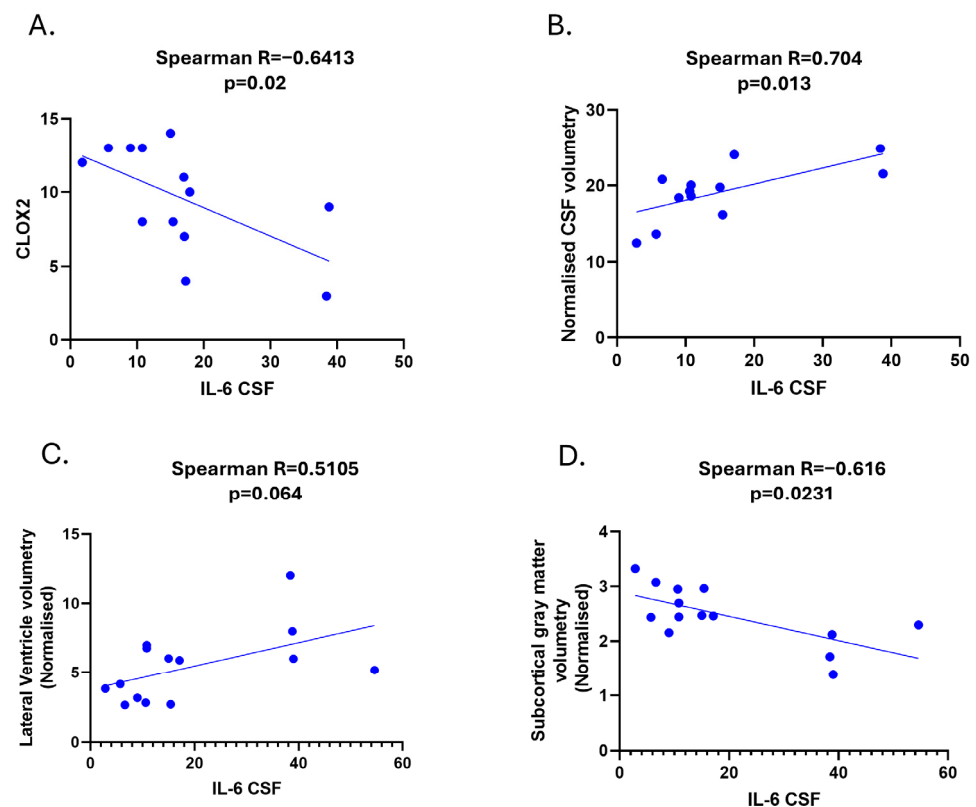 A.
Spearman R=−0.6413
p=0.02
CLOX2
15
10
5
0
0 10 20 30 40 50
IL-6 CSF
B.
Spearman R=0.704
p=0.013
Normalised CSF volumetry
30
20
10
0
0 10 20 30 40 50
IL-6 CSF
C.
Spearman R=0.5105
p=0.064
Lateral Ventricle volumetry
(Normalised)
15
10
5
0
0 20 40 60
IL-6 CSF
D.
Spearman R=−0.616
p=0.0231
Subcortical gray matter
volumetry
(Normalised)
4
3
2
1
0
0 20 40 60
IL-6 CSF